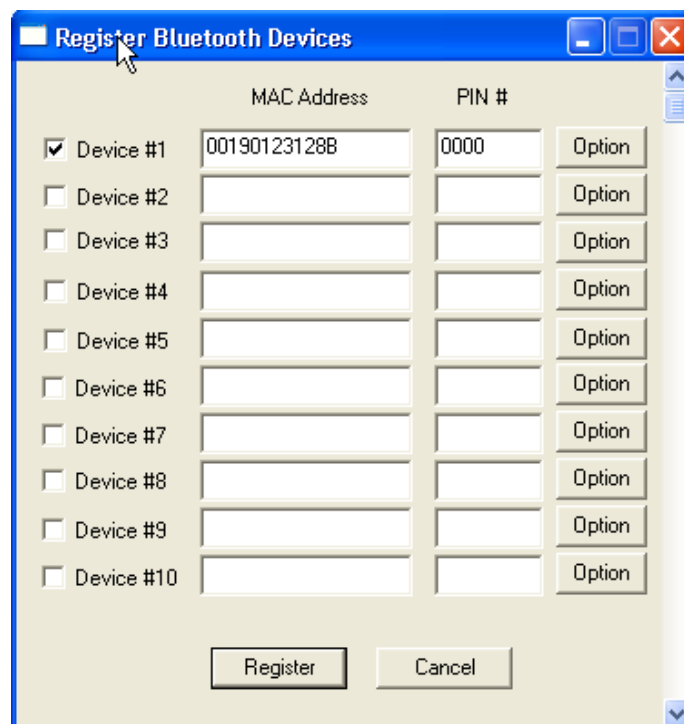 Register Bluetooth Devices
MAC Address PIN #
Device #1 00190123128B 0000 Option
Device #2 Option
Device #3 Option
Device #4 Option
Device #5 Option
Device #6 Option
Device #7 Option
Device #8 Option
Device #9 Option
Device #10 Option
Register Cancel